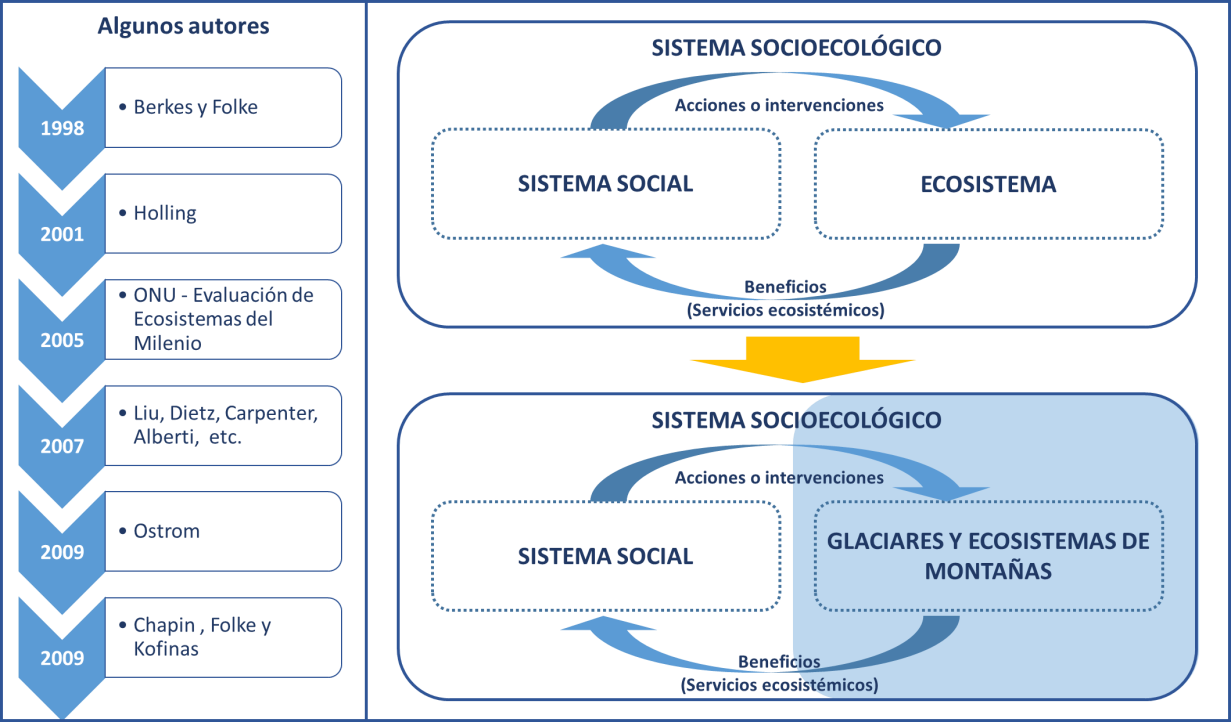 Algunos autores
1998
• Berkes y Folke
2001
• Holling
2005
• ONU - Evaluación de
Ecosistemas del
Milenio
2007
• Liu, Dietz, Carpenter,
Alberti, etc.
2009
• Ostrom
2009
• Chapin , Folke y
Kofinas
SISTEMA SOCIOECOLÓGICO
Acciones o intervenciones
SISTEMA SOCIAL
ECOSISTEMA
Beneficios
(Servicios ecosistémicos)
SISTEMA SOCIOECOLÓGICO
Acciones o intervenciones
SISTEMA SOCIAL
GLACIARES Y ECOSISTEMAS DE
MONTAÑAS
Beneficios
(Servicios ecosistémicos)